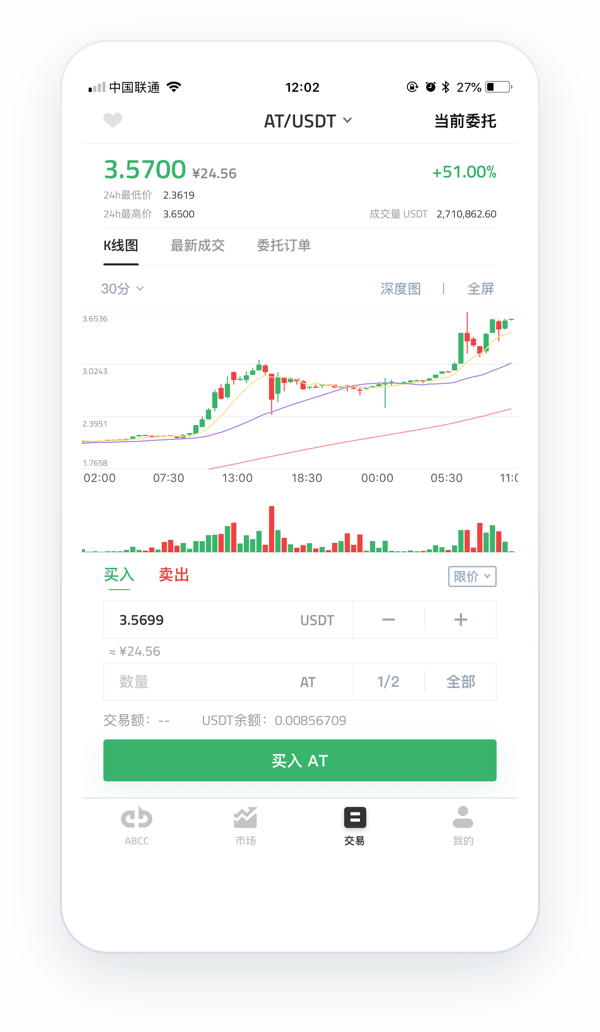 中国联通 12:02 27%
AT/USDT 当前委托
3.5700 ¥24.56 +51.00%
24h最低价 2.3619
24h最高价 3.6500 成交量 USDT 2,710,862.60
K线图 最新成交 委托订单
30分 深度图 | 全屏
3.6536
3.0243
2.3951
1.7658
02:00 07:30 13:00 18:30 00:00 05:30 11:0
买入 卖出 限价
3.5699 USDT − +
≈ ¥24.56
数量 AT 1/2 全部
交易额: -- USDT余额: 0.00856709
买入 AT
ABCC 市场 交易 我的